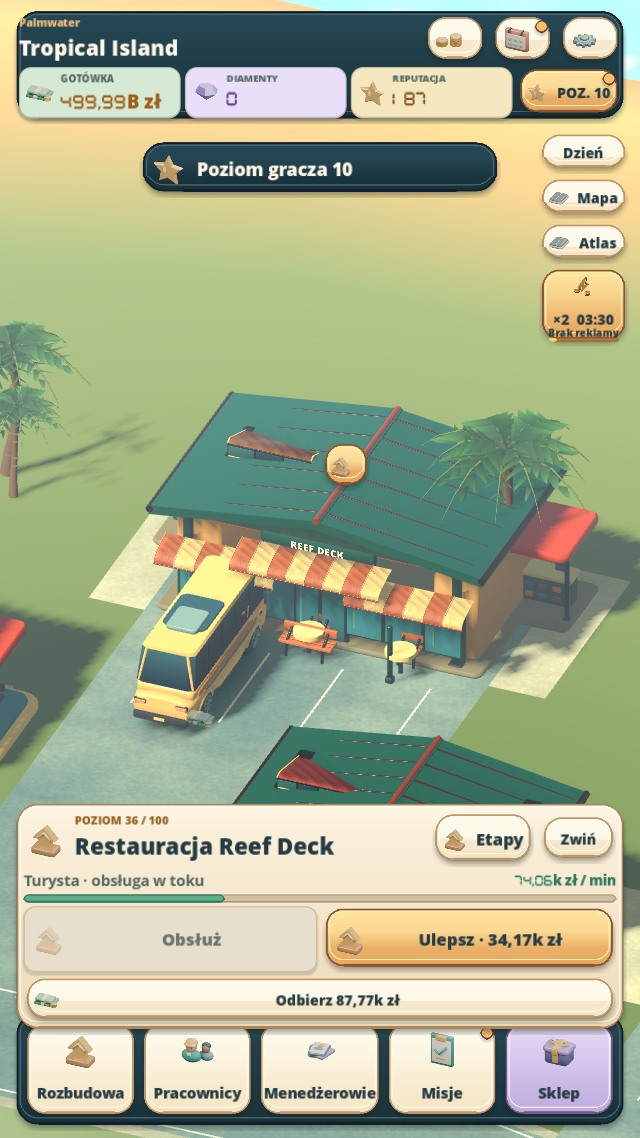 Palmwater
Tropical Island
GOTÓWKA
499,99B zł
DIAMENTY
0
REPUTACJA
187
POZ. 10
Poziom gracza 10
Dzień
Mapa
Atlas
×2 03:30
Brak reklamy
REEF DECK
POZIOM 36 / 100
Restauracja Reef Deck
Etapy
Zwiń
Turysta · obsługa w toku
74,06k zł / min
Obsłuż
Ulepsz · 34,17k zł
Odbierz 87,77k zł
Rozbudowa
Pracownicy
Menedżerowie
Misje
Sklep